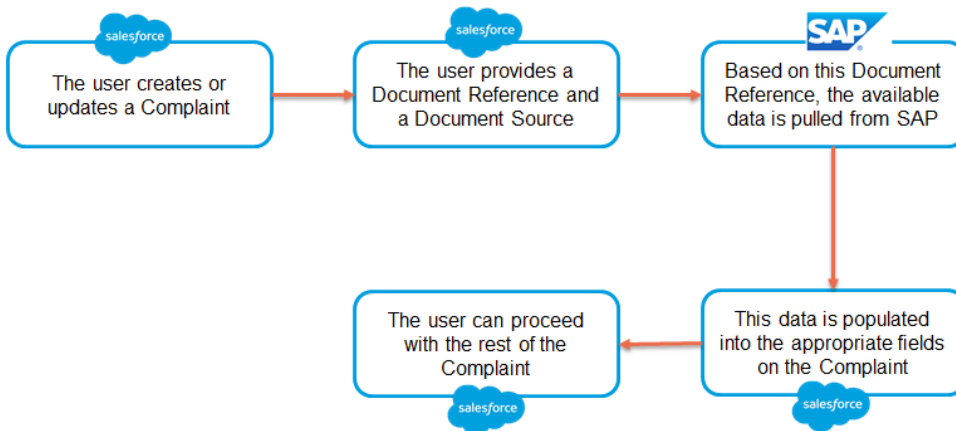 salesforce
The user creates or
updates a Complaint
salesforce
The user provides a
Document Reference and
a Document Source
SAP
Based on this Document
Reference, the available
data is pulled from SAP
This data is populated
into the appropriate fields
on the Complaint
salesforce
The user can proceed
with the rest of the
Complaint
salesforce